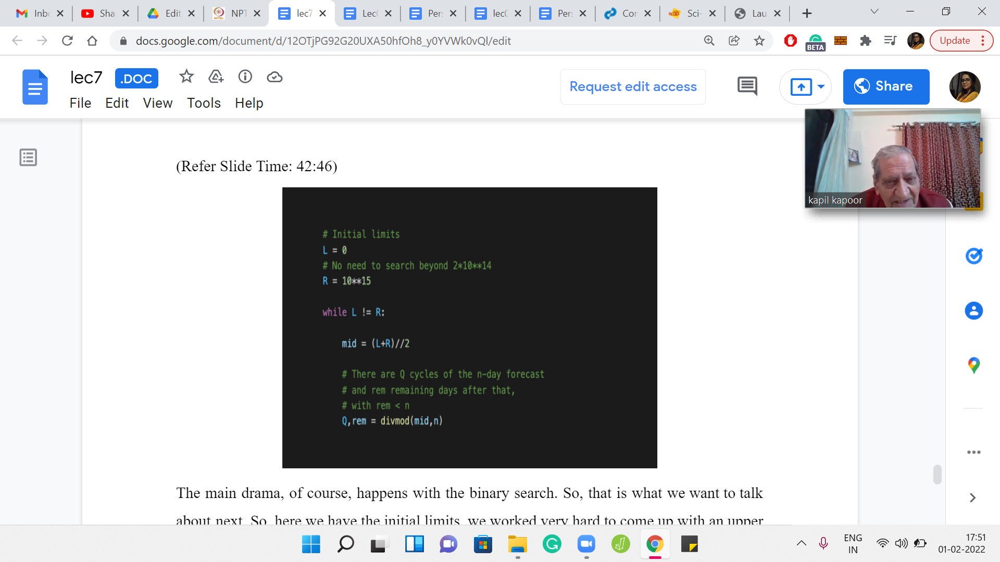 Inbc
Sha
Edit
NPT
lec7
Lec(
Pers
lec0
Pers
Cor
Sci-
Lau
docs.google.com/document/d/12OTjPG92G20UXA50hfOh8_y0YVWk0vQl/edit
BETA
Update
lec7 .DOC
Request edit access
Share
File Edit View Tools Help
kapil kapoor
(Refer Slide Time: 42:46)
# Initial limits
L = 0
# No need to search beyond 2*10**14
R = 10**15
while L != R:
mid = (L+R)//2
# There are Q cycles of the n-day forecast
# and rem remaining days after that,
# with rem < n
Q,rem = divmod(mid,n)
The main drama, of course, happens with the binary search. So, that is what we want to talk
about next. So, here we have the initial limits, we worked very hard to come up with an upper
ENG
IN
17:51
01-02-2022